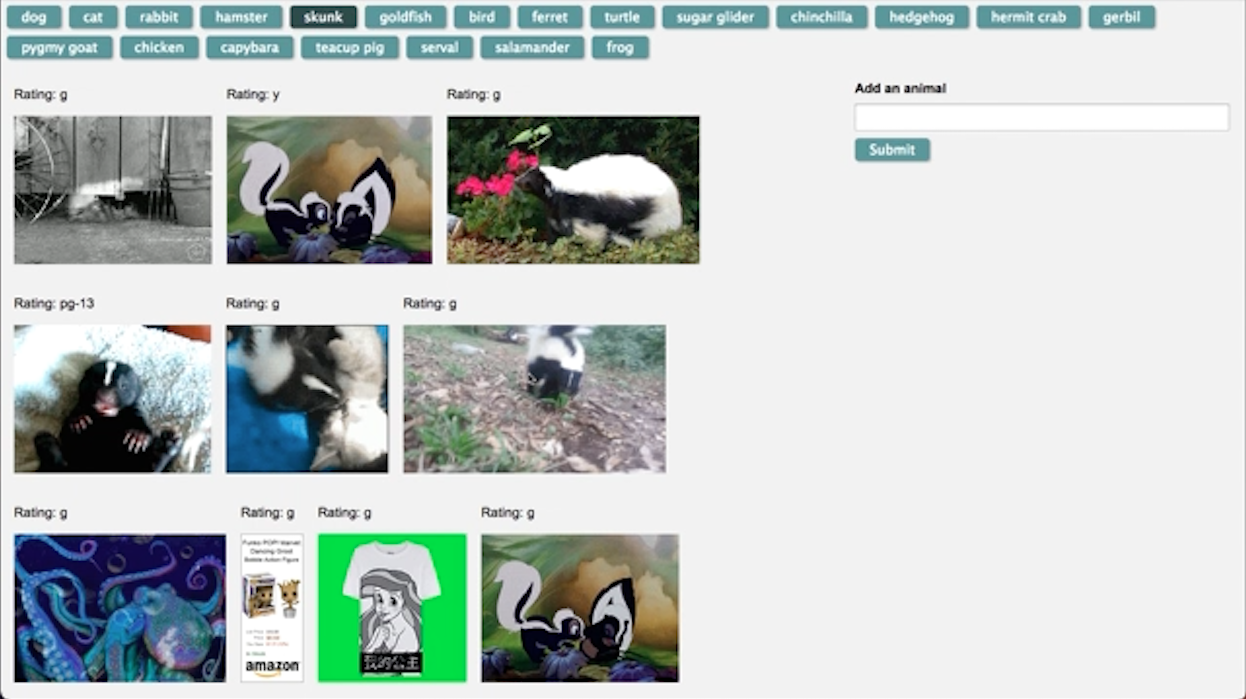 dog cat rabbit hamster skunk goldfish bird ferret turtle sugar glider chinchilla hedgehog hermit crab gerbil
pygmy goat chicken capybara teacup pig serval salamander frog
Add an animal
Submit
Rating: g Rating: y Rating: g
Rating: pg-13 Rating: g Rating: g
Rating: g Rating: g Rating: g Rating: g
Funko POP! Marvel
Dancing Groot
Bobble Action Figure
amazon
我的公主